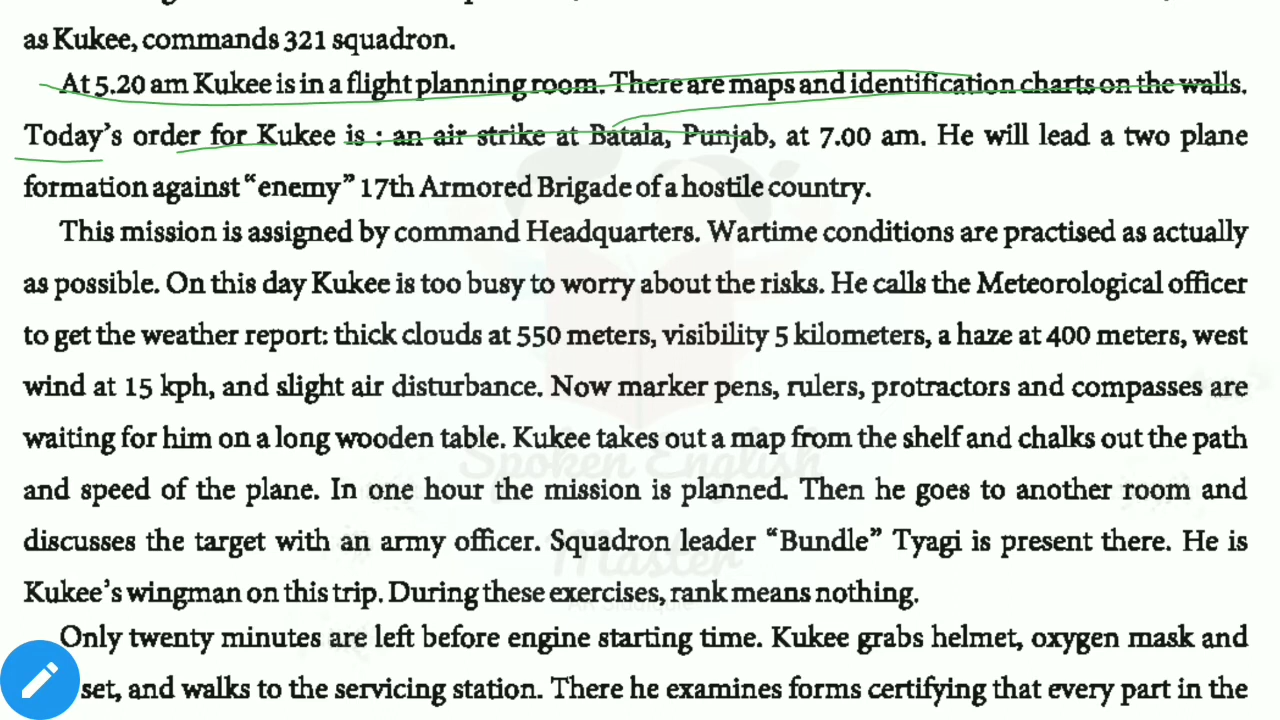 as Kukee, commands 321 squadron.
At 5.20 am Kukee is in a flight planning room. There are maps and identification charts on the walls.
Today's order for Kukee is : an air strike at Batala, Punjab, at 7.00 am. He will lead a two plane
formation against “enemy” 17th Armored Brigade of a hostile country.
This mission is assigned by command Headquarters. Wartime conditions are practised as actually
as possible. On this day Kukee is too busy to worry about the risks. He calls the Meteorological officer
to get the weather report: thick clouds at 550 meters, visibility 5 kilometers, a haze at 400 meters, west
wind at 15 kph, and slight air disturbance. Now marker pens, rulers, protractors and compasses are
waiting for him on a long wooden table. Kukee takes out a map from the shelf and chalks out the path
Spoken English
and speed of the plane. In one hour the mission is planned. Then he goes to another room and
discusses the target with an army officer. Squadron leader “Bundle” Tyagi is present there. He is
Master
Kukee's wingman on this trip. During these exercises, rank means nothing.
Only twenty minutes are left before engine starting time. Kukee grabs helmet, oxygen mask and
set, and walks to the servicing station. There he examines forms certifying that every part in the